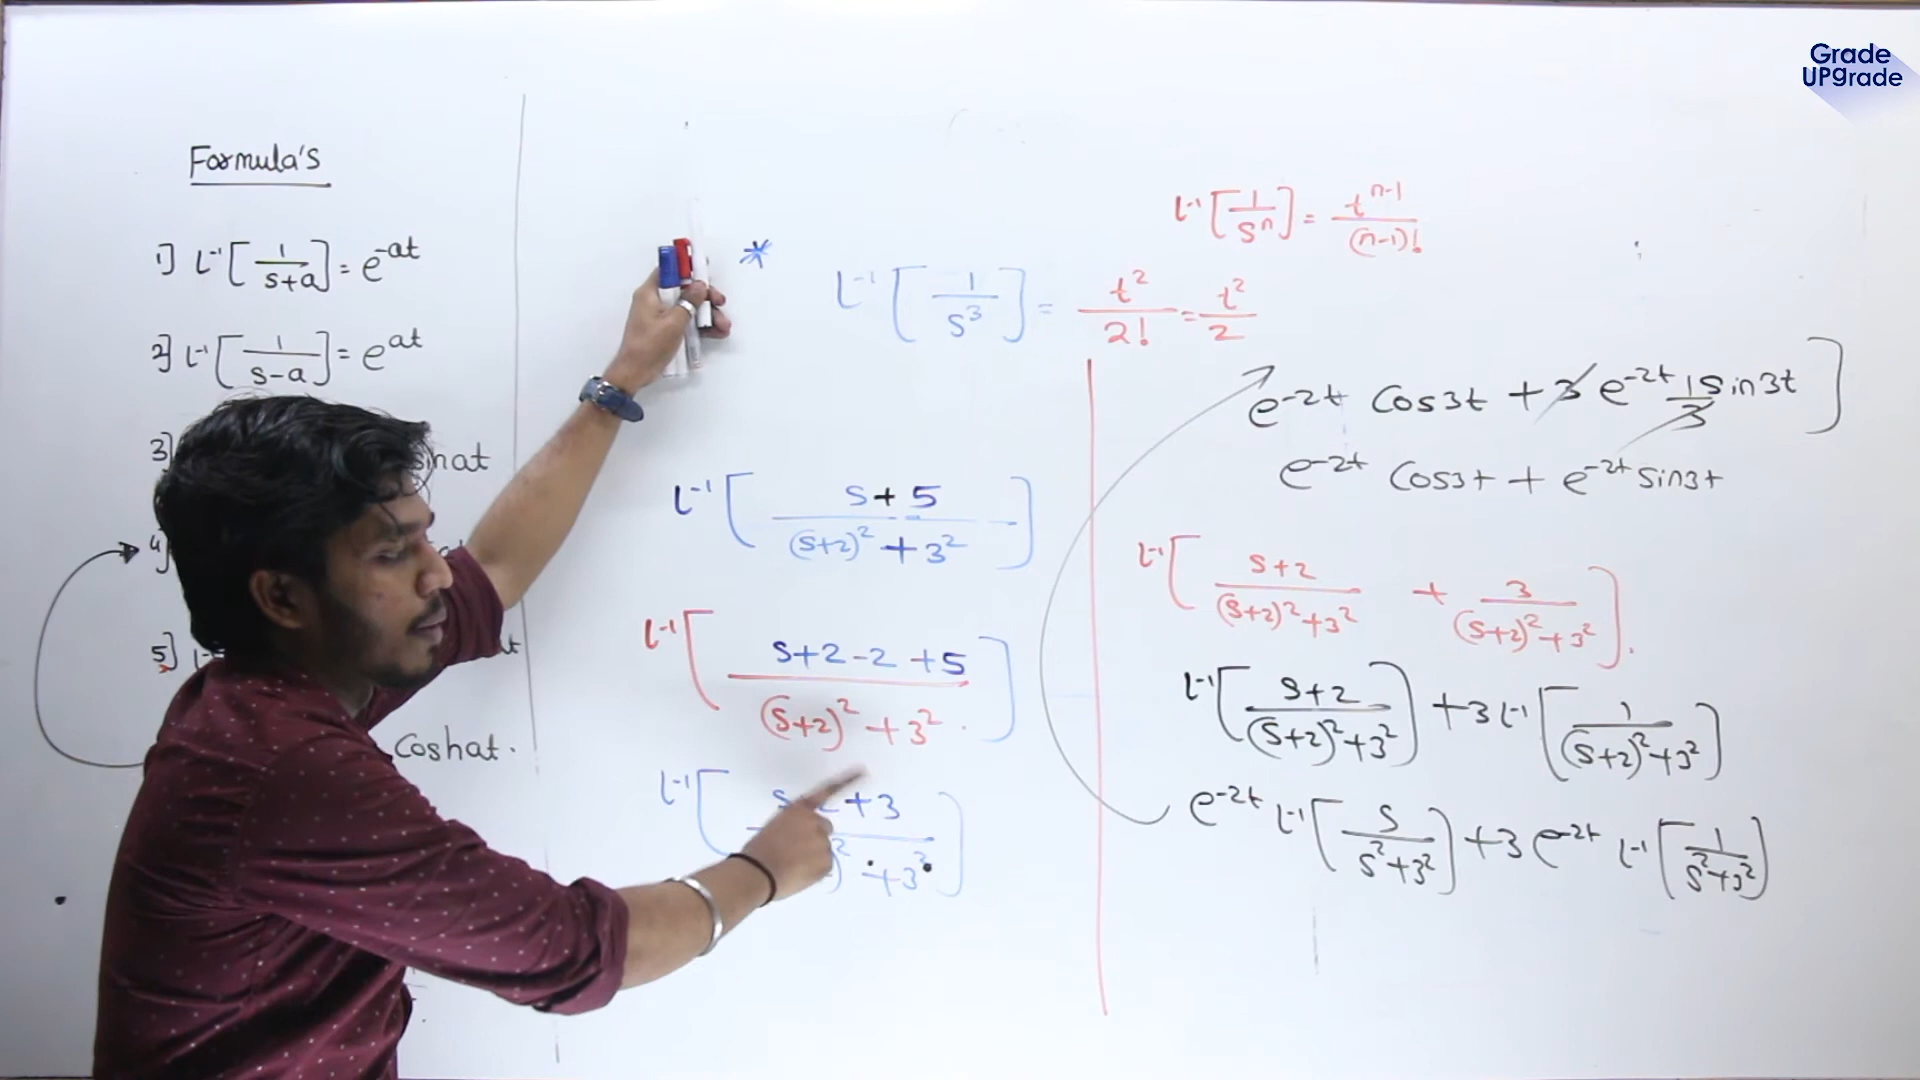 Grade
UPgrade
Formula's
1] L⁻¹[1/(s+a)] = e^-at
2] L⁻¹[1/(s-a)] = e^at
3]
4]
5]
Coshat.
*
L⁻¹[1/s^n] = t^(n-1)/(n-1)!
L⁻¹[1/s³] = t²/2! = t²/2
L⁻¹[(s+5)/((s+2)²+3²)]
L⁻¹[(s+2-2+5)/((s+2)²+3²)]
L⁻¹[+3/+3²]
e^-2t Cos3t + 3 e^-2t 1/3 Sin3t]
e^-2t Cos3t + e^-2t sin3t
L⁻¹[(s+2)/((s+2)²+3²) + 3/((s+2)²+3²)].
L⁻¹[(s+2)/((s+2)²+3²)] + 3L⁻¹[1/((s+2)²+3²)]
e^-2t L⁻¹[s/(s²+3²)] + 3 e^-2t L⁻¹[1/(s²+3²)]